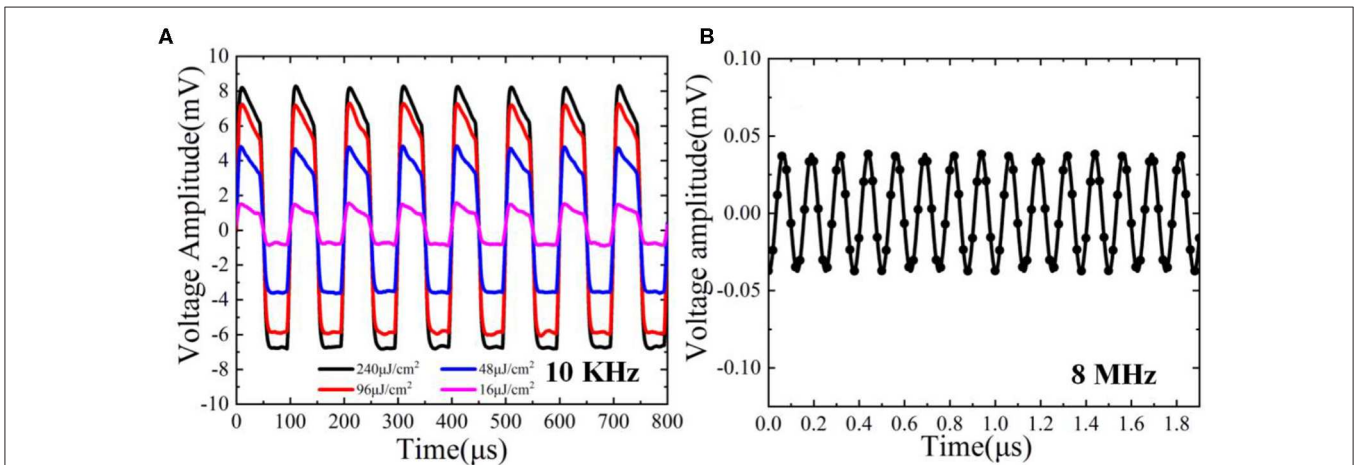 A
B
10
8
6
4
2
0
-2
-4
-6
-8
-10
Voltage Amplitude(mV)
240μJ/cm²
48μJ/cm²
96μJ/cm²
16μJ/cm²
10 KHz
0 100 200 300 400 500 600 700 800
Time(μs)
0.10
0.05
0.00
-0.05
-0.10
Voltage amplitude(mV)
8 MHz
0.0 0.2 0.4 0.6 0.8 1.0 1.2 1.4 1.6 1.8
Time(μs)